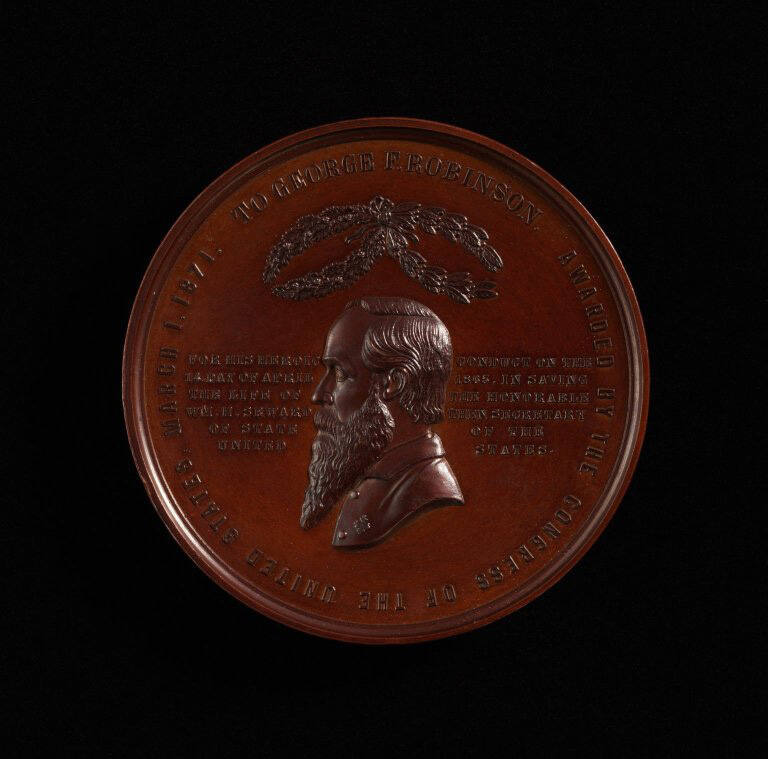 TO GEORGE F. ROBINSON.
AWARDED BY THE CONGRESS OF THE UNITED STATES MARCH 1. 1871.
FOR HIS HEROIC CONDUCT ON THE
14 DAY OF APRIL 1865. IN SAVING
THE LIFE OF THE HONORABLE
WM. H. SEWARD THEN SECRETARY
OF STATE OF THE
UNITED STATES.